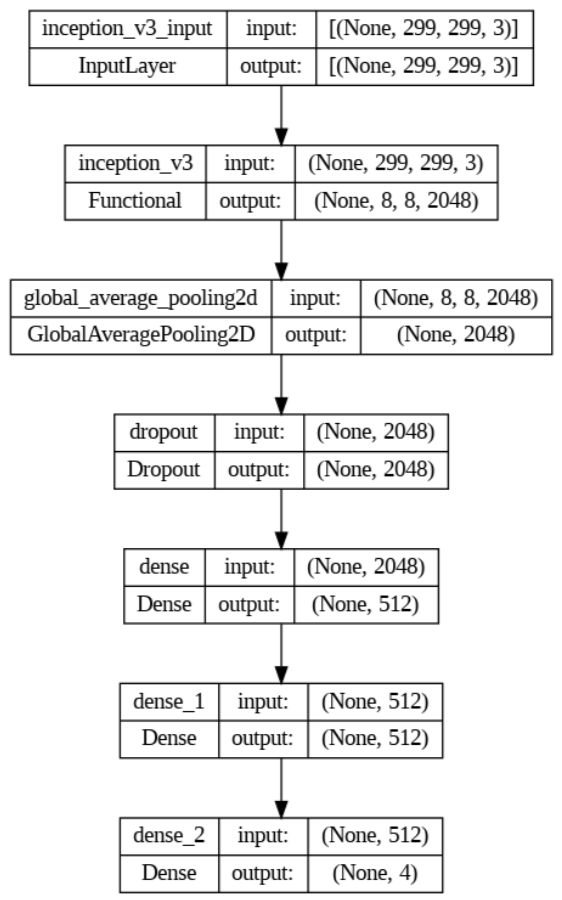 inception_v3_input input: [(None, 299, 299, 3)]
InputLayer output: [(None, 299, 299, 3)]
inception_v3 input: (None, 299, 299, 3)
Functional output: (None, 8, 8, 2048)
global_average_pooling2d input: (None, 8, 8, 2048)
GlobalAveragePooling2D output: (None, 2048)
dropout input: (None, 2048)
Dropout output: (None, 2048)
dense input: (None, 2048)
Dense output: (None, 512)
dense_1 input: (None, 512)
Dense output: (None, 512)
dense_2 input: (None, 512)
Dense output: (None, 4)